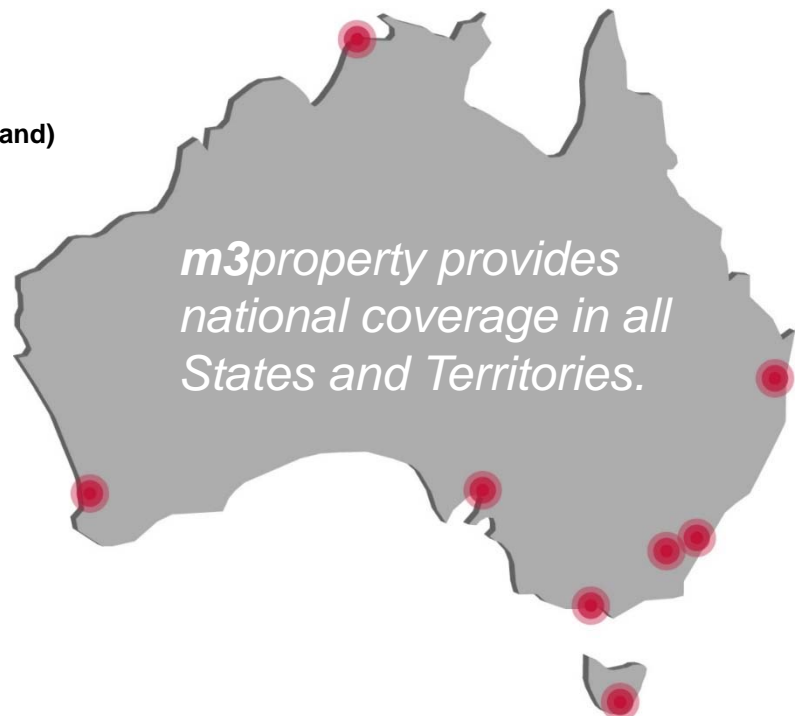 and)
m3property provides
national coverage in all
States and Territories.